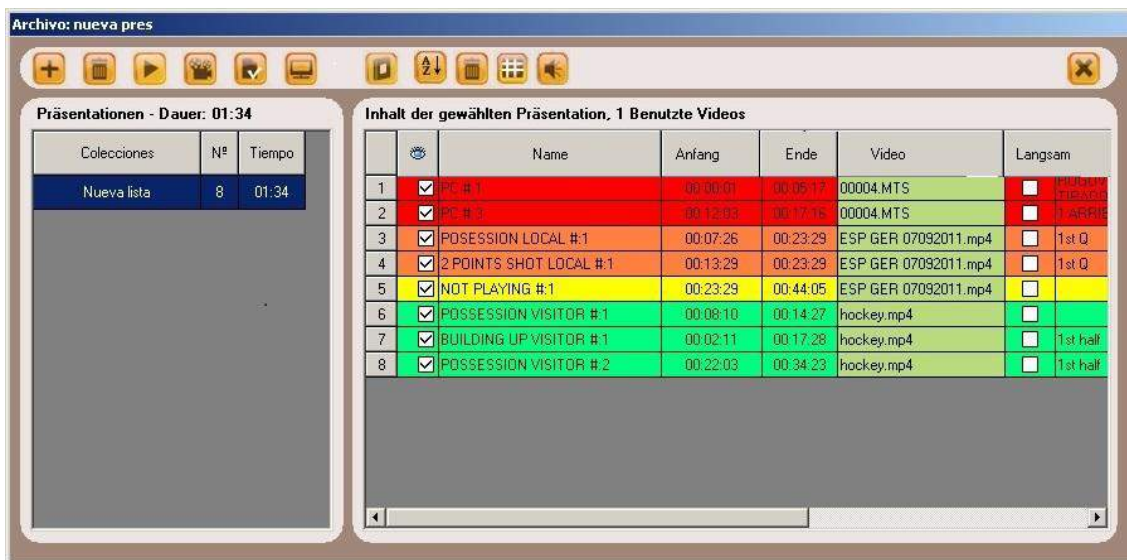 Archivo: nueva pres
Präsentationen - Dauer: 01:34
Colecciones Nº Tiempo
Nueva lista 8 01:34
Inhalt der gewählten Präsentation, 1 Benutzte Videos
Name Anfang Ende Video Langsam
1 PC #:1 00:00:01 00:05:17 00004.MTS
2 PC #:3 00:12:03 00:17:16 00004.MTS 1 ARRIE
3 POSESSION LOCAL #:1 00:07:26 00:23:29 ESP GER 07092011.mp4 1st Q
4 2 POINTS SHOT LOCAL #:1 00:13:29 00:23:29 ESP GER 07092011.mp4 1st Q
5 NOT PLAYING #:1 00:23:29 00:44:05 ESP GER 07092011.mp4
6 POSSESSION VISITOR #:1 00:08:10 00:14:27 hockey.mp4
7 BUILDING UP VISITOR #:1 00:02:11 00:17:28 hockey.mp4 1st half
8 POSSESSION VISITOR #:2 00:22:03 00:34:23 hockey.mp4 1st half